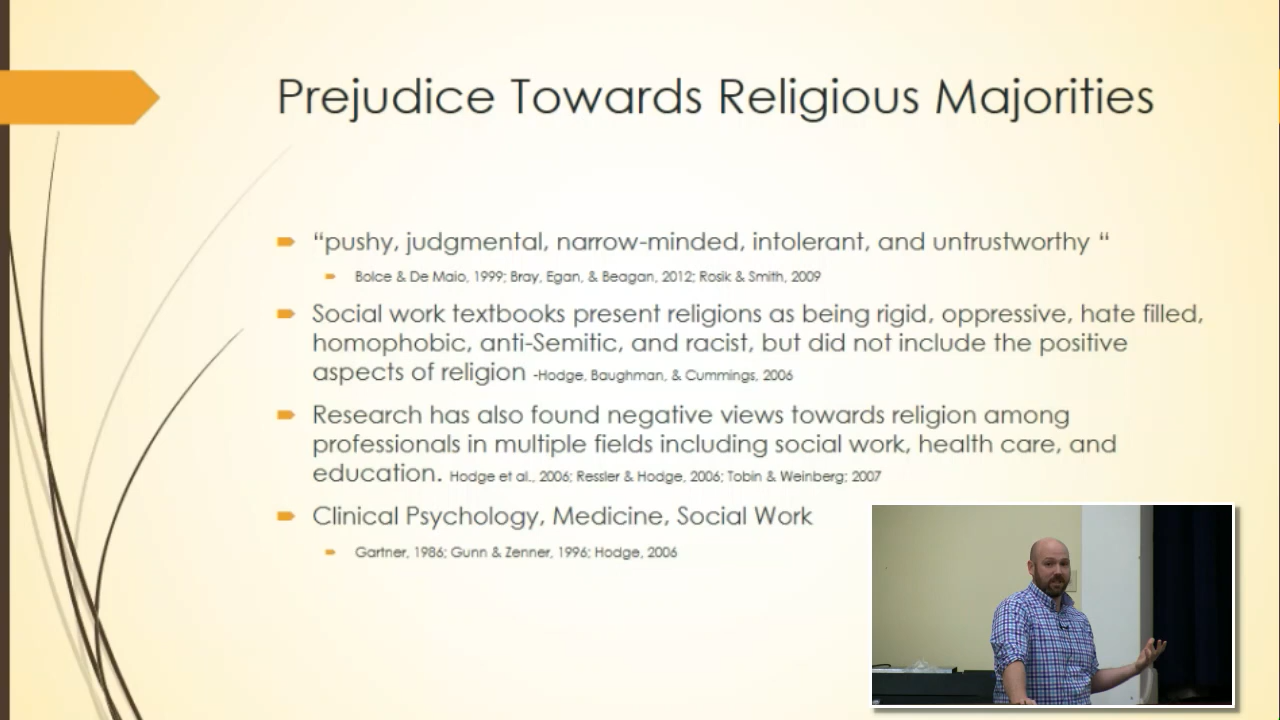 Prejudice Towards Religious Majorities
“pushy, judgmental, narrow-minded, intolerant, and untrustworthy “
Bolce & De Maio, 1999; Bray, Egan, & Beagan, 2012; Rosik & Smith, 2009
Social work textbooks present religions as being rigid, oppressive, hate filled,
homophobic, anti-Semitic, and racist, but did not include the positive
aspects of religion -Hodge, Baughman, & Cummings, 2006
Research has also found negative views towards religion among
professionals in multiple fields including social work, health care, and
education. Hodge et al., 2006; Ressler & Hodge, 2006; Tobin & Weinberg; 2007
Clinical Psychology, Medicine, Social Work
Gartner, 1986; Gunn & Zenner, 1996; Hodge, 2006